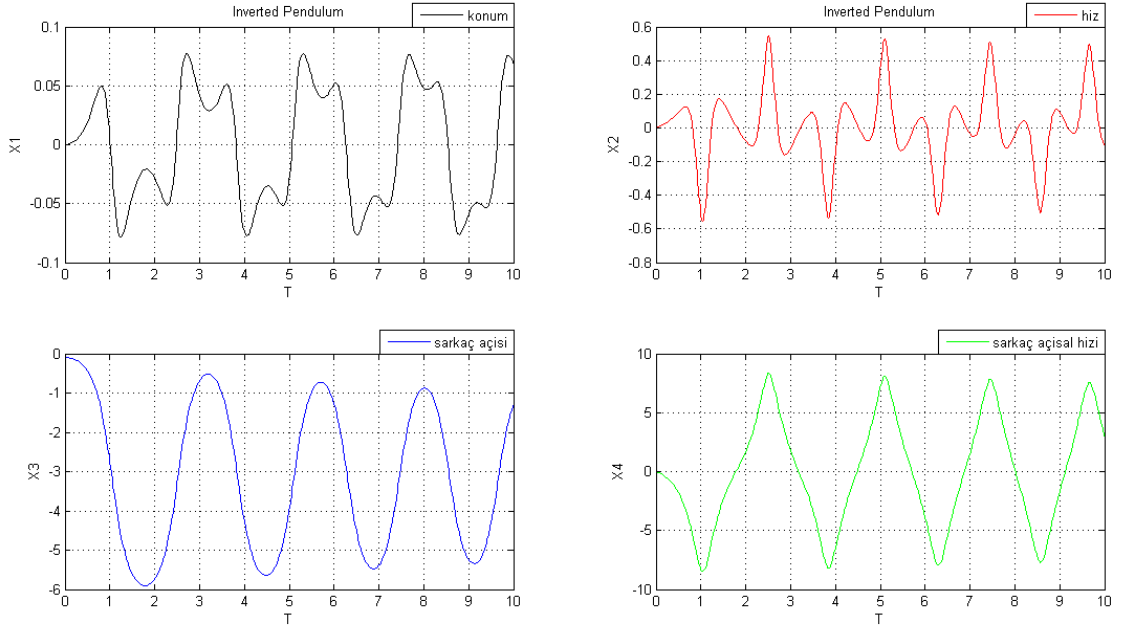 Inverted Pendulum
konum
0.1
0.05
0
-0.05
-0.1
X1
0 1 2 3 4 5 6 7 8 9 10
T
Inverted Pendulum
hiz
0.6
0.4
0.2
0
-0.2
-0.4
-0.6
-0.8
X2
0 1 2 3 4 5 6 7 8 9 10
T
sarkaç açisi
0
-1
-2
-3
-4
-5
-6
X3
0 1 2 3 4 5 6 7 8 9 10
T
sarkaç açisal hizi
10
5
0
-5
-10
X4
0 1 2 3 4 5 6 7 8 9 10
T